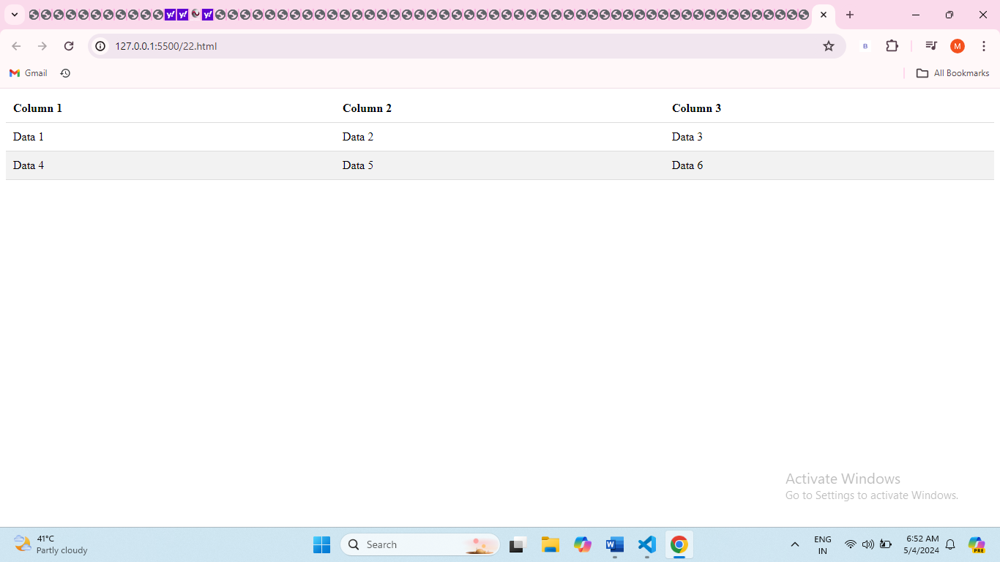 127.0.0.1:5500/22.html
B
M
Gmail
All Bookmarks
Column 1 Column 2 Column 3
Data 1 Data 2 Data 3
Data 4 Data 5 Data 6
Activate Windows
Go to Settings to activate Windows.
41°C
Partly cloudy
Search
ENG
IN
6:52 AM
5/4/2024
PRE